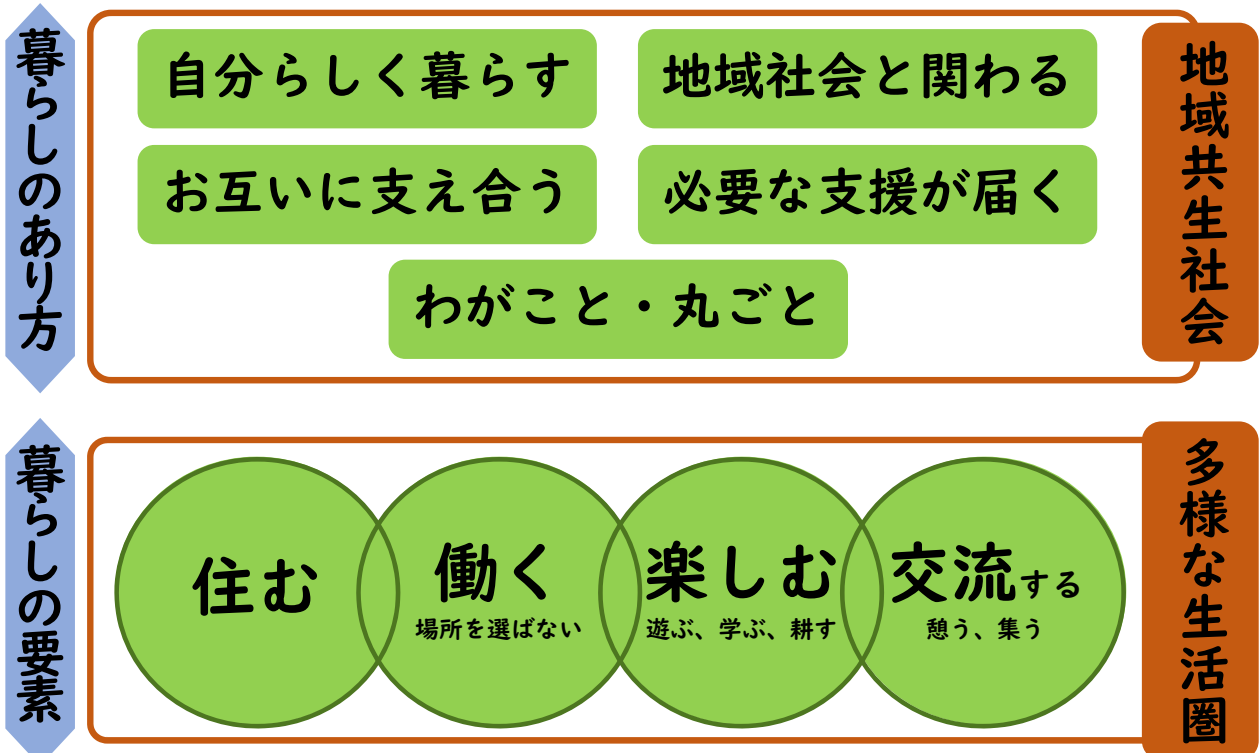 暮らしのあり方
自分らしく暮らす
地域社会と関わる
お互いに支え合う
必要な支援が届く
わがこと・丸ごと
地域共生社会
暮らしの要素
住む
働く
場所を選ばない
楽しむ
遊ぶ、学ぶ、耕す
交流する
憩う、集う
多様な生活圏